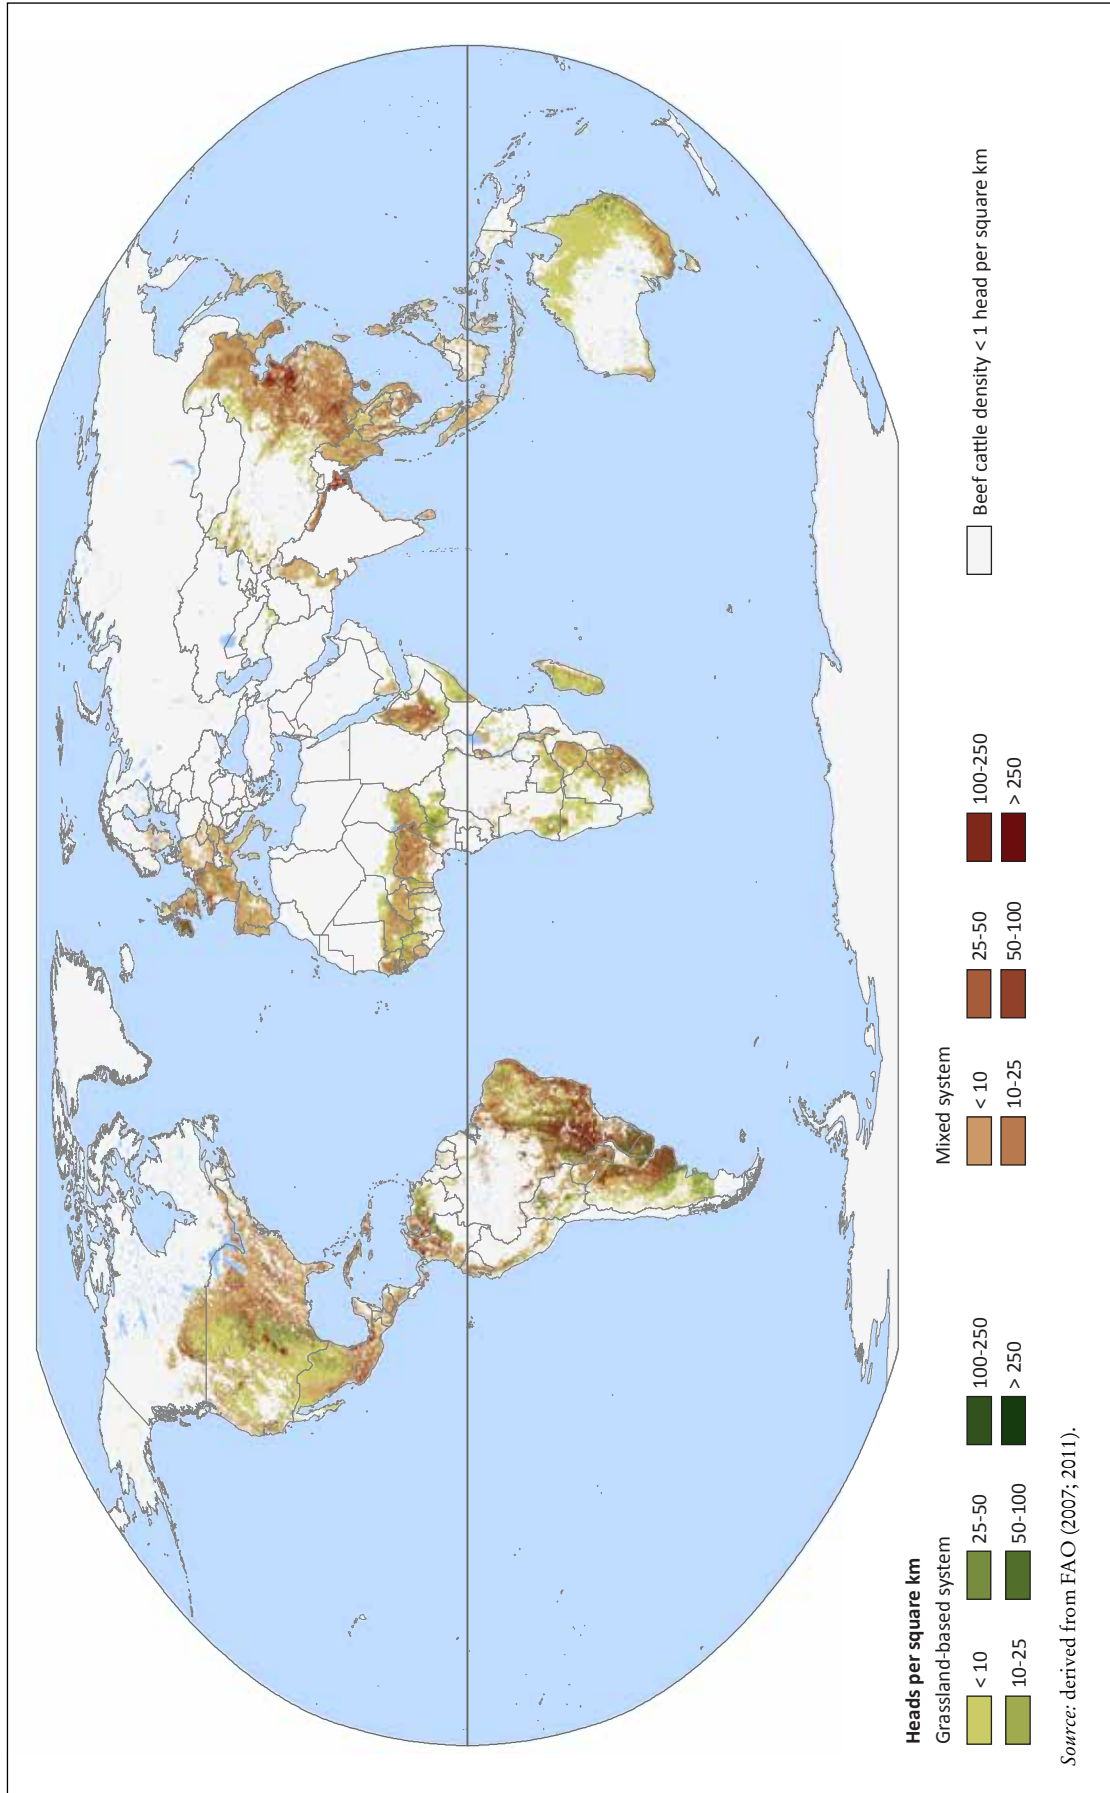 Heads per square km
Grassland-based system
< 10
25-50
100-250
10-25
50-100
> 250
Mixed system
< 10
25-50
100-250
10-25
50-100
> 250
Beef cattle density < 1 head per square km
Source: derived from FAO (2007; 2011).